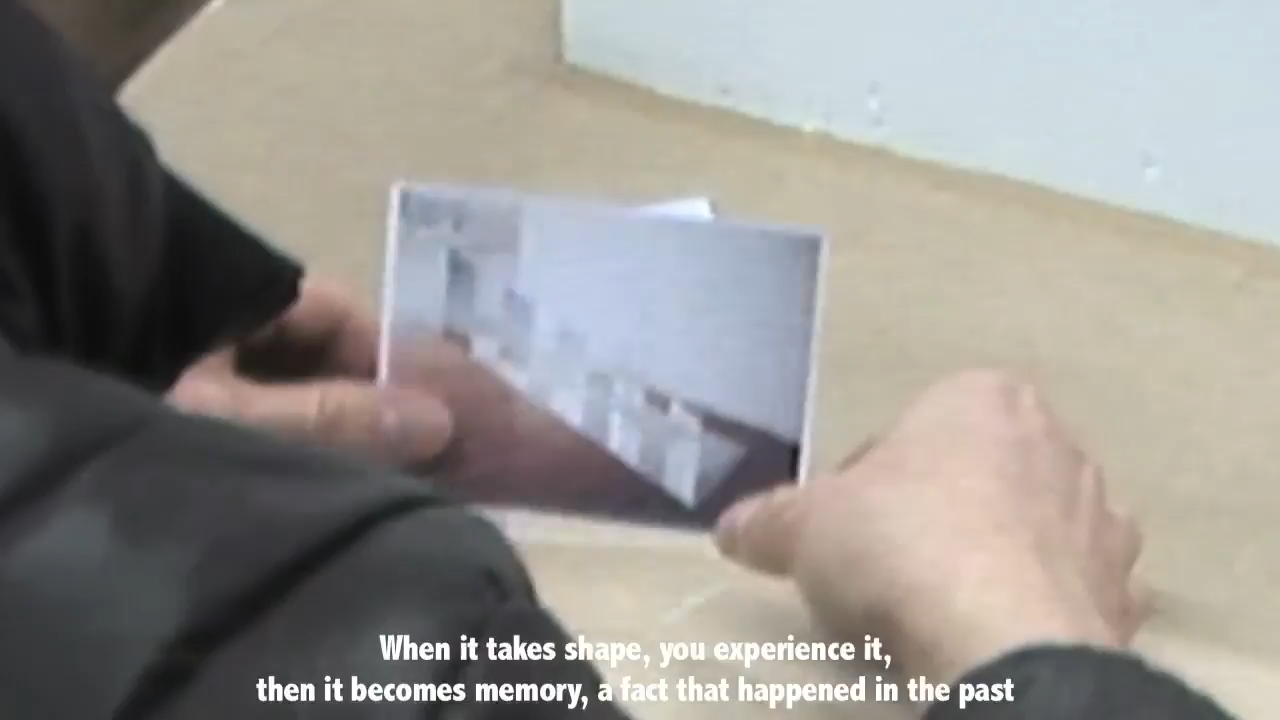 When it takes shape, you experience it,
then it becomes memory, a fact that happened in the past